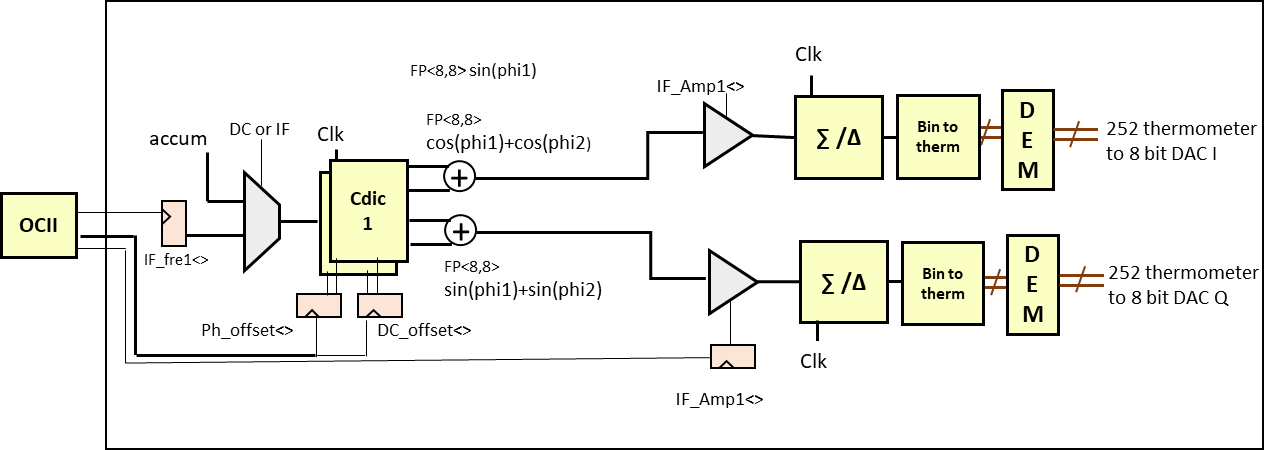 Clk
FP<8,8> sin(phi1)
IF_Amp1<>
FP<8,8>
cos(phi1)+cos(phi2)
accum
DC or IF
Clk
Σ /Δ
Bin to
therm
D
E
M
252 thermometer
to 8 bit DAC I
+
Cdic
1
OCII
+
IF_fre1<>
FP<8,8>
sin(phi1)+sin(phi2)
Σ /Δ
Bin to
therm
D
E
M
252 thermometer
to 8 bit DAC Q
Ph_offset<>
DC_offset<>
Clk
IF_Amp1<>